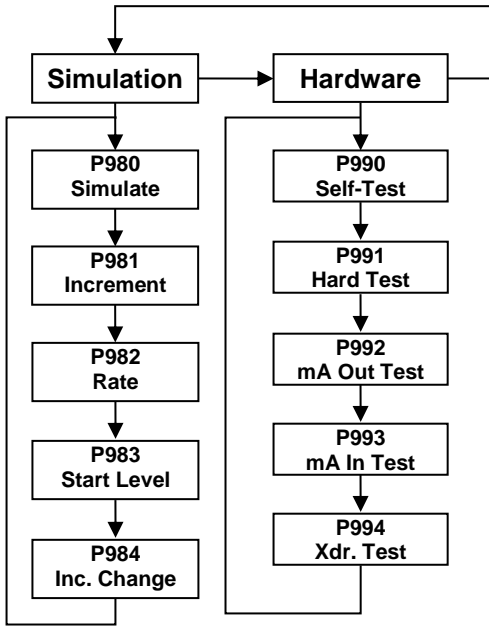 Simulation
Hardware
P980
Simulate
P981
Increment
P982
Rate
P983
Start Level
P984
Inc. Change
P990
Self-Test
P991
Hard Test
P992
mA Out Test
P993
mA In Test
P994
Xdr. Test